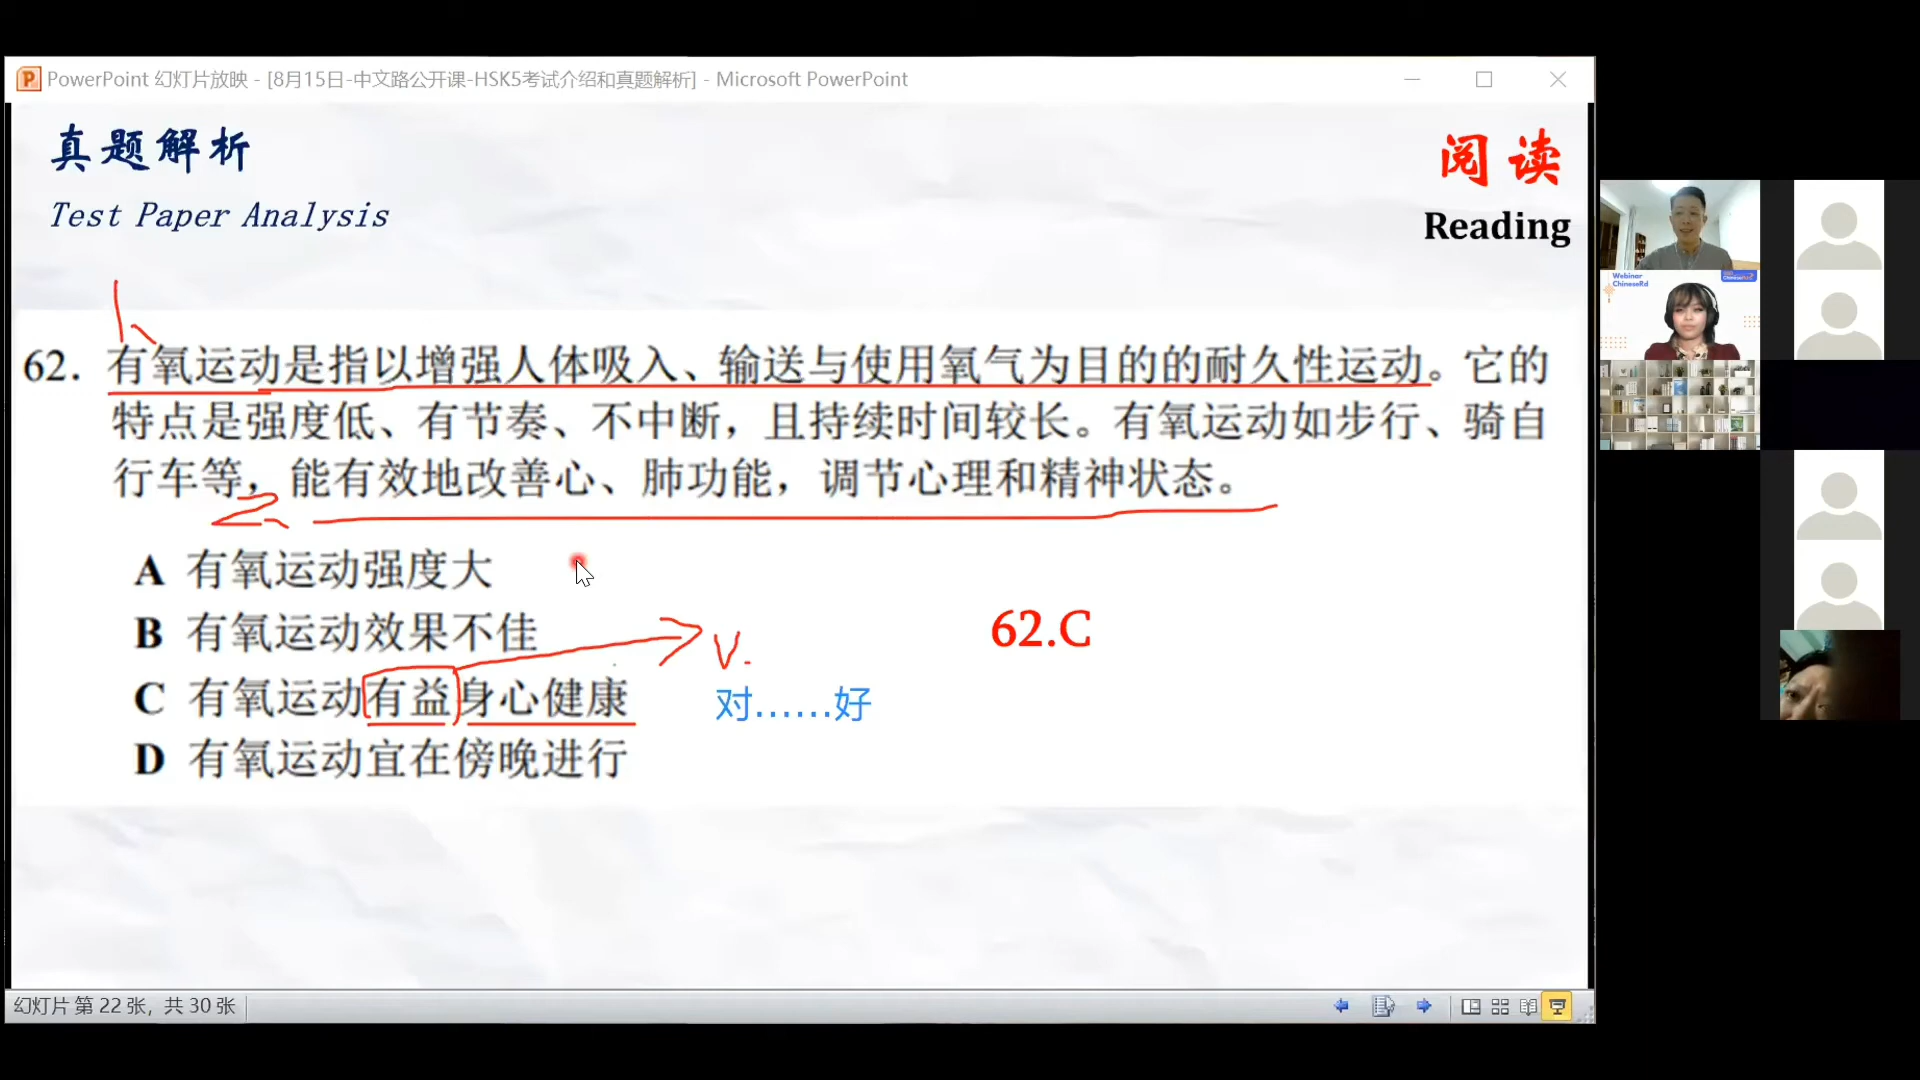 PowerPoint 幻灯片放映 - [8月15日-中文路公开课-HSK5考试介绍和真题解析] - Microsoft PowerPoint
真题解析
Test Paper Analysis
阅读
Reading
1、
62. 有氧运动是指以增强人体吸入、输送与使用氧气为目的的耐久性运动。它的
特点是强度低、有节奏、不中断，且持续时间较长。有氧运动如步行、骑自
行车等，能有效地改善心、肺功能，调节心理和精神状态。
2、
A 有氧运动强度大
B 有氧运动效果不佳
C 有氧运动有益身心健康
D 有氧运动宜在傍晚进行
v.
对……好
62.C
幻灯片 第 22 张，共 30 张
Webinar
ChineseRd